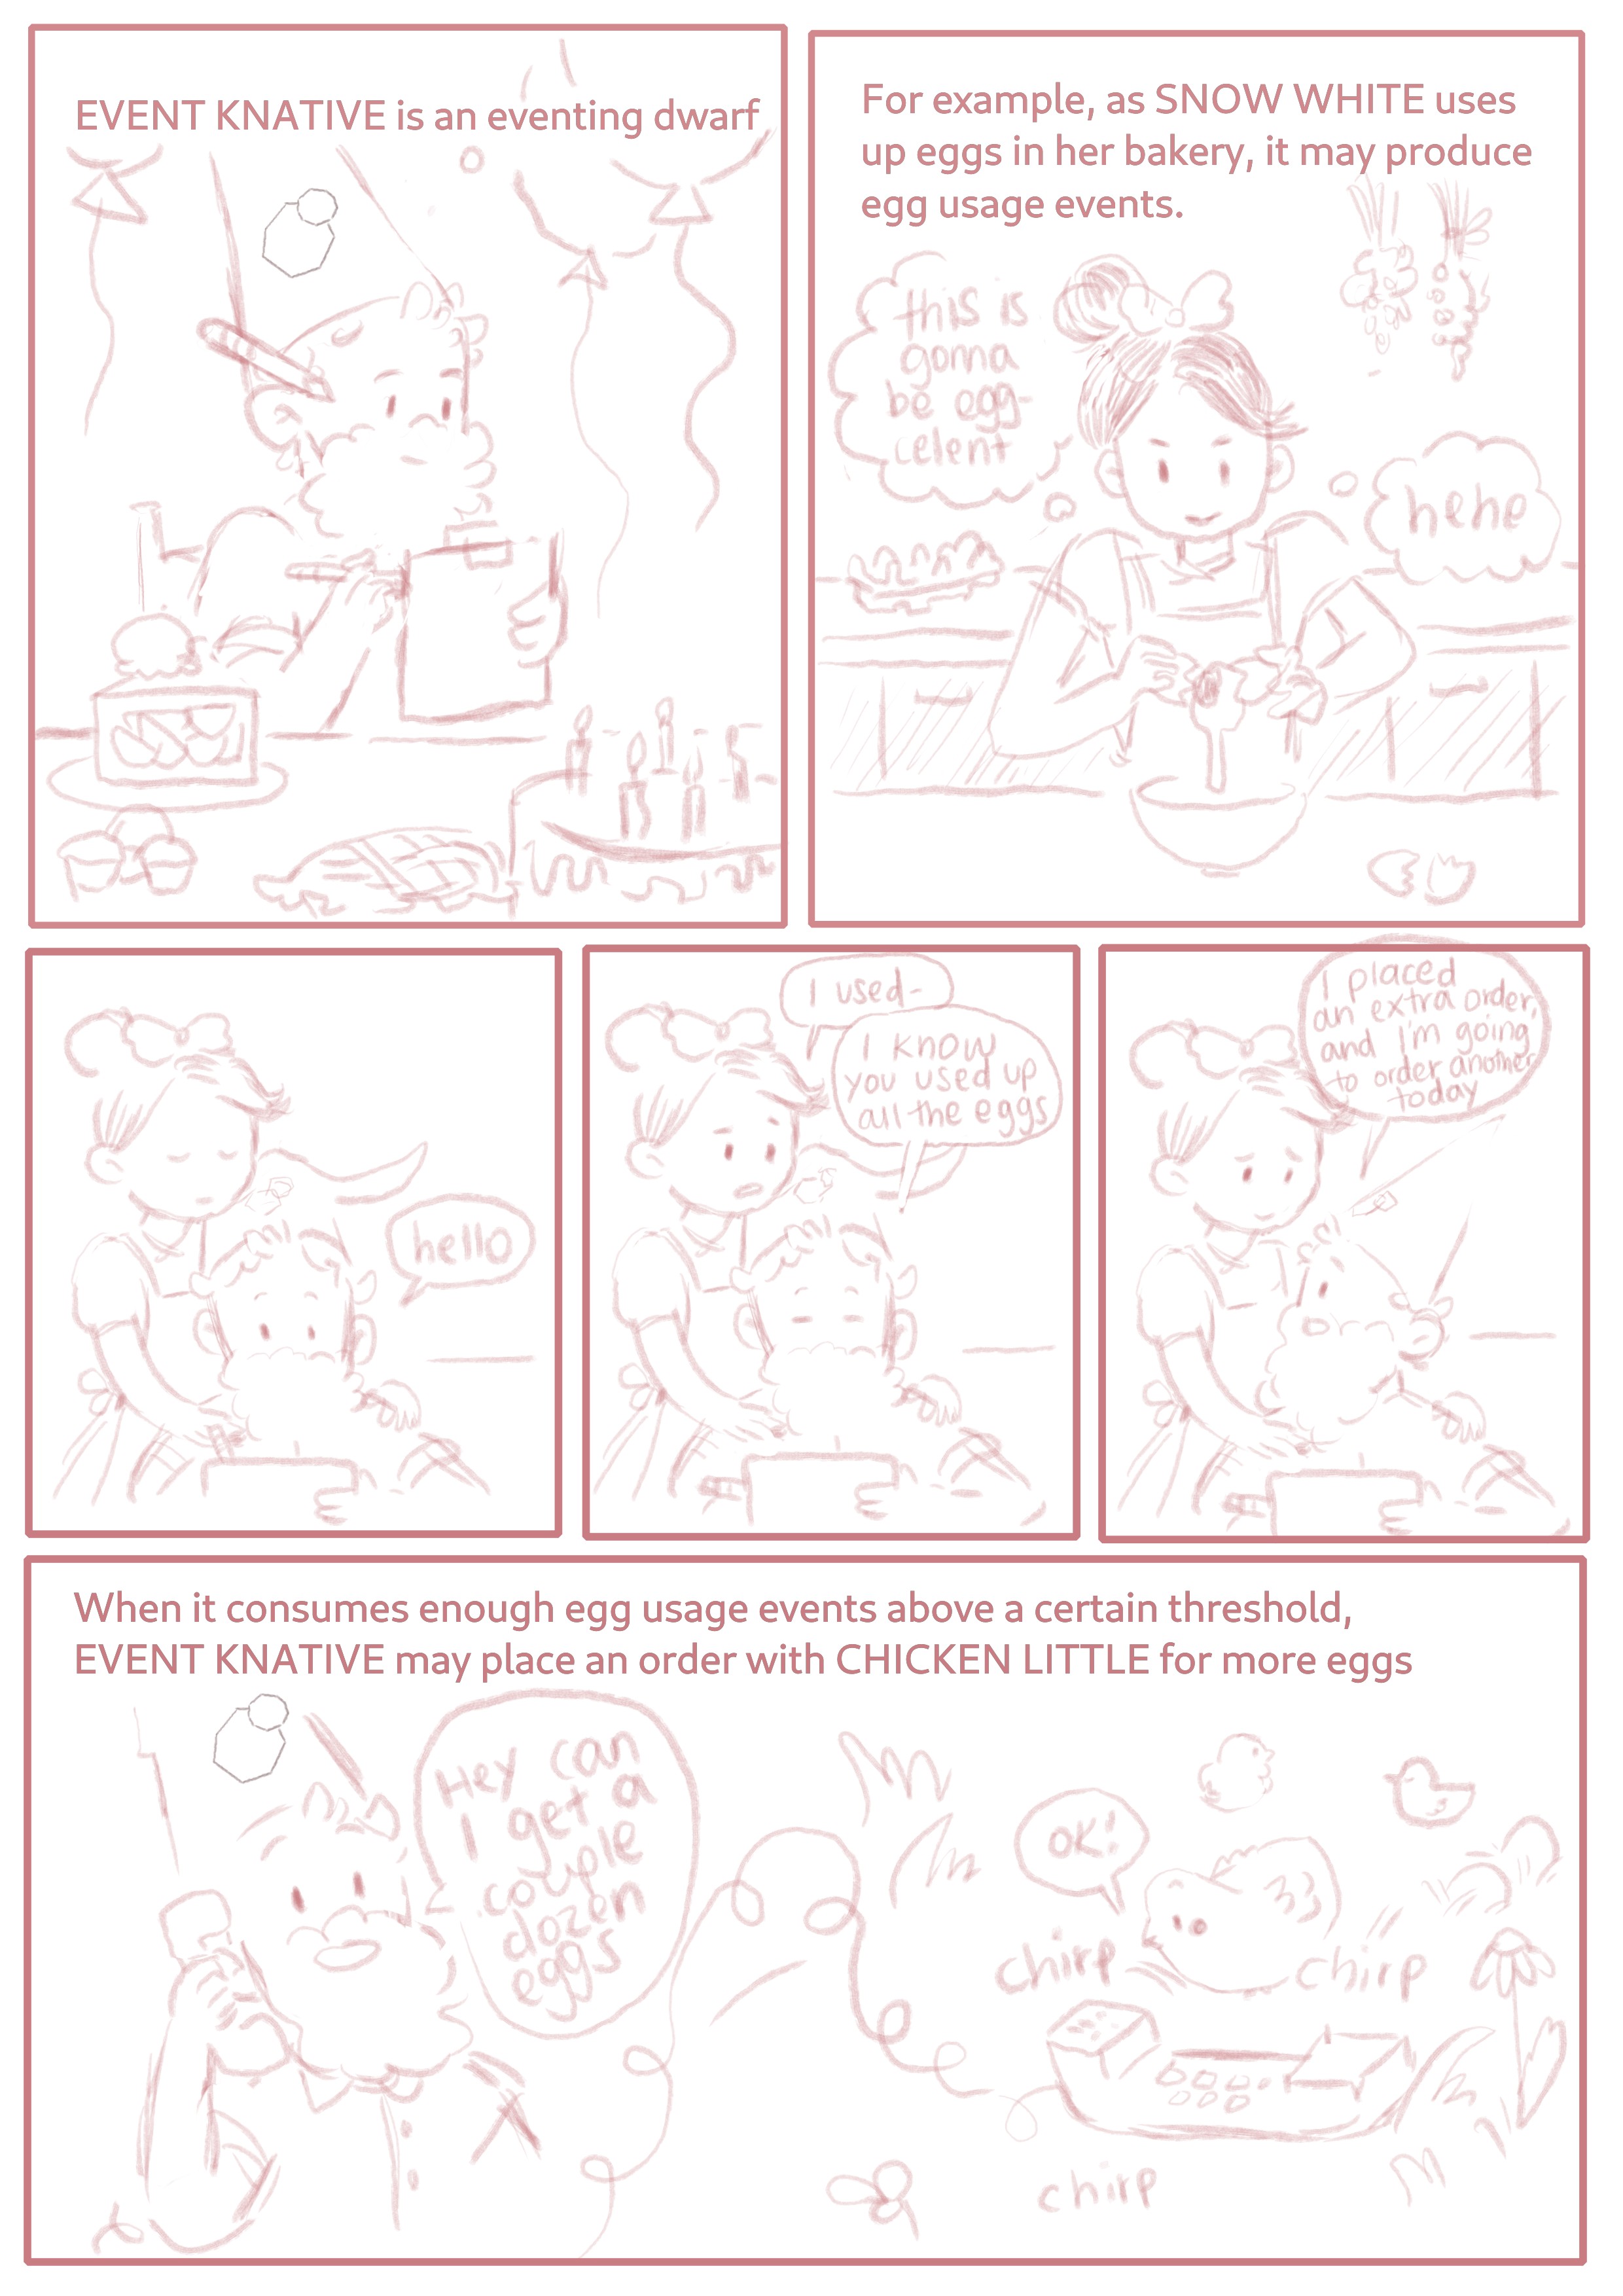 EVENT KNATIVE is an eventing dwarf
For example, as SNOW WHITE uses
up eggs in her bakery, it may produce
egg usage events.
this is
gonna
be egg-
celent
hehe
hello
I used-
I know
you used up
all the eggs
I placed
an extra order,
and I'm going
to order another
today
When it consumes enough egg usage events above a certain threshold,
EVENT KNATIVE may place an order with CHICKEN LITTLE for more eggs
Hey can
I get a
couple
dozen
eggs
OK!
chirp
chirp
chirp